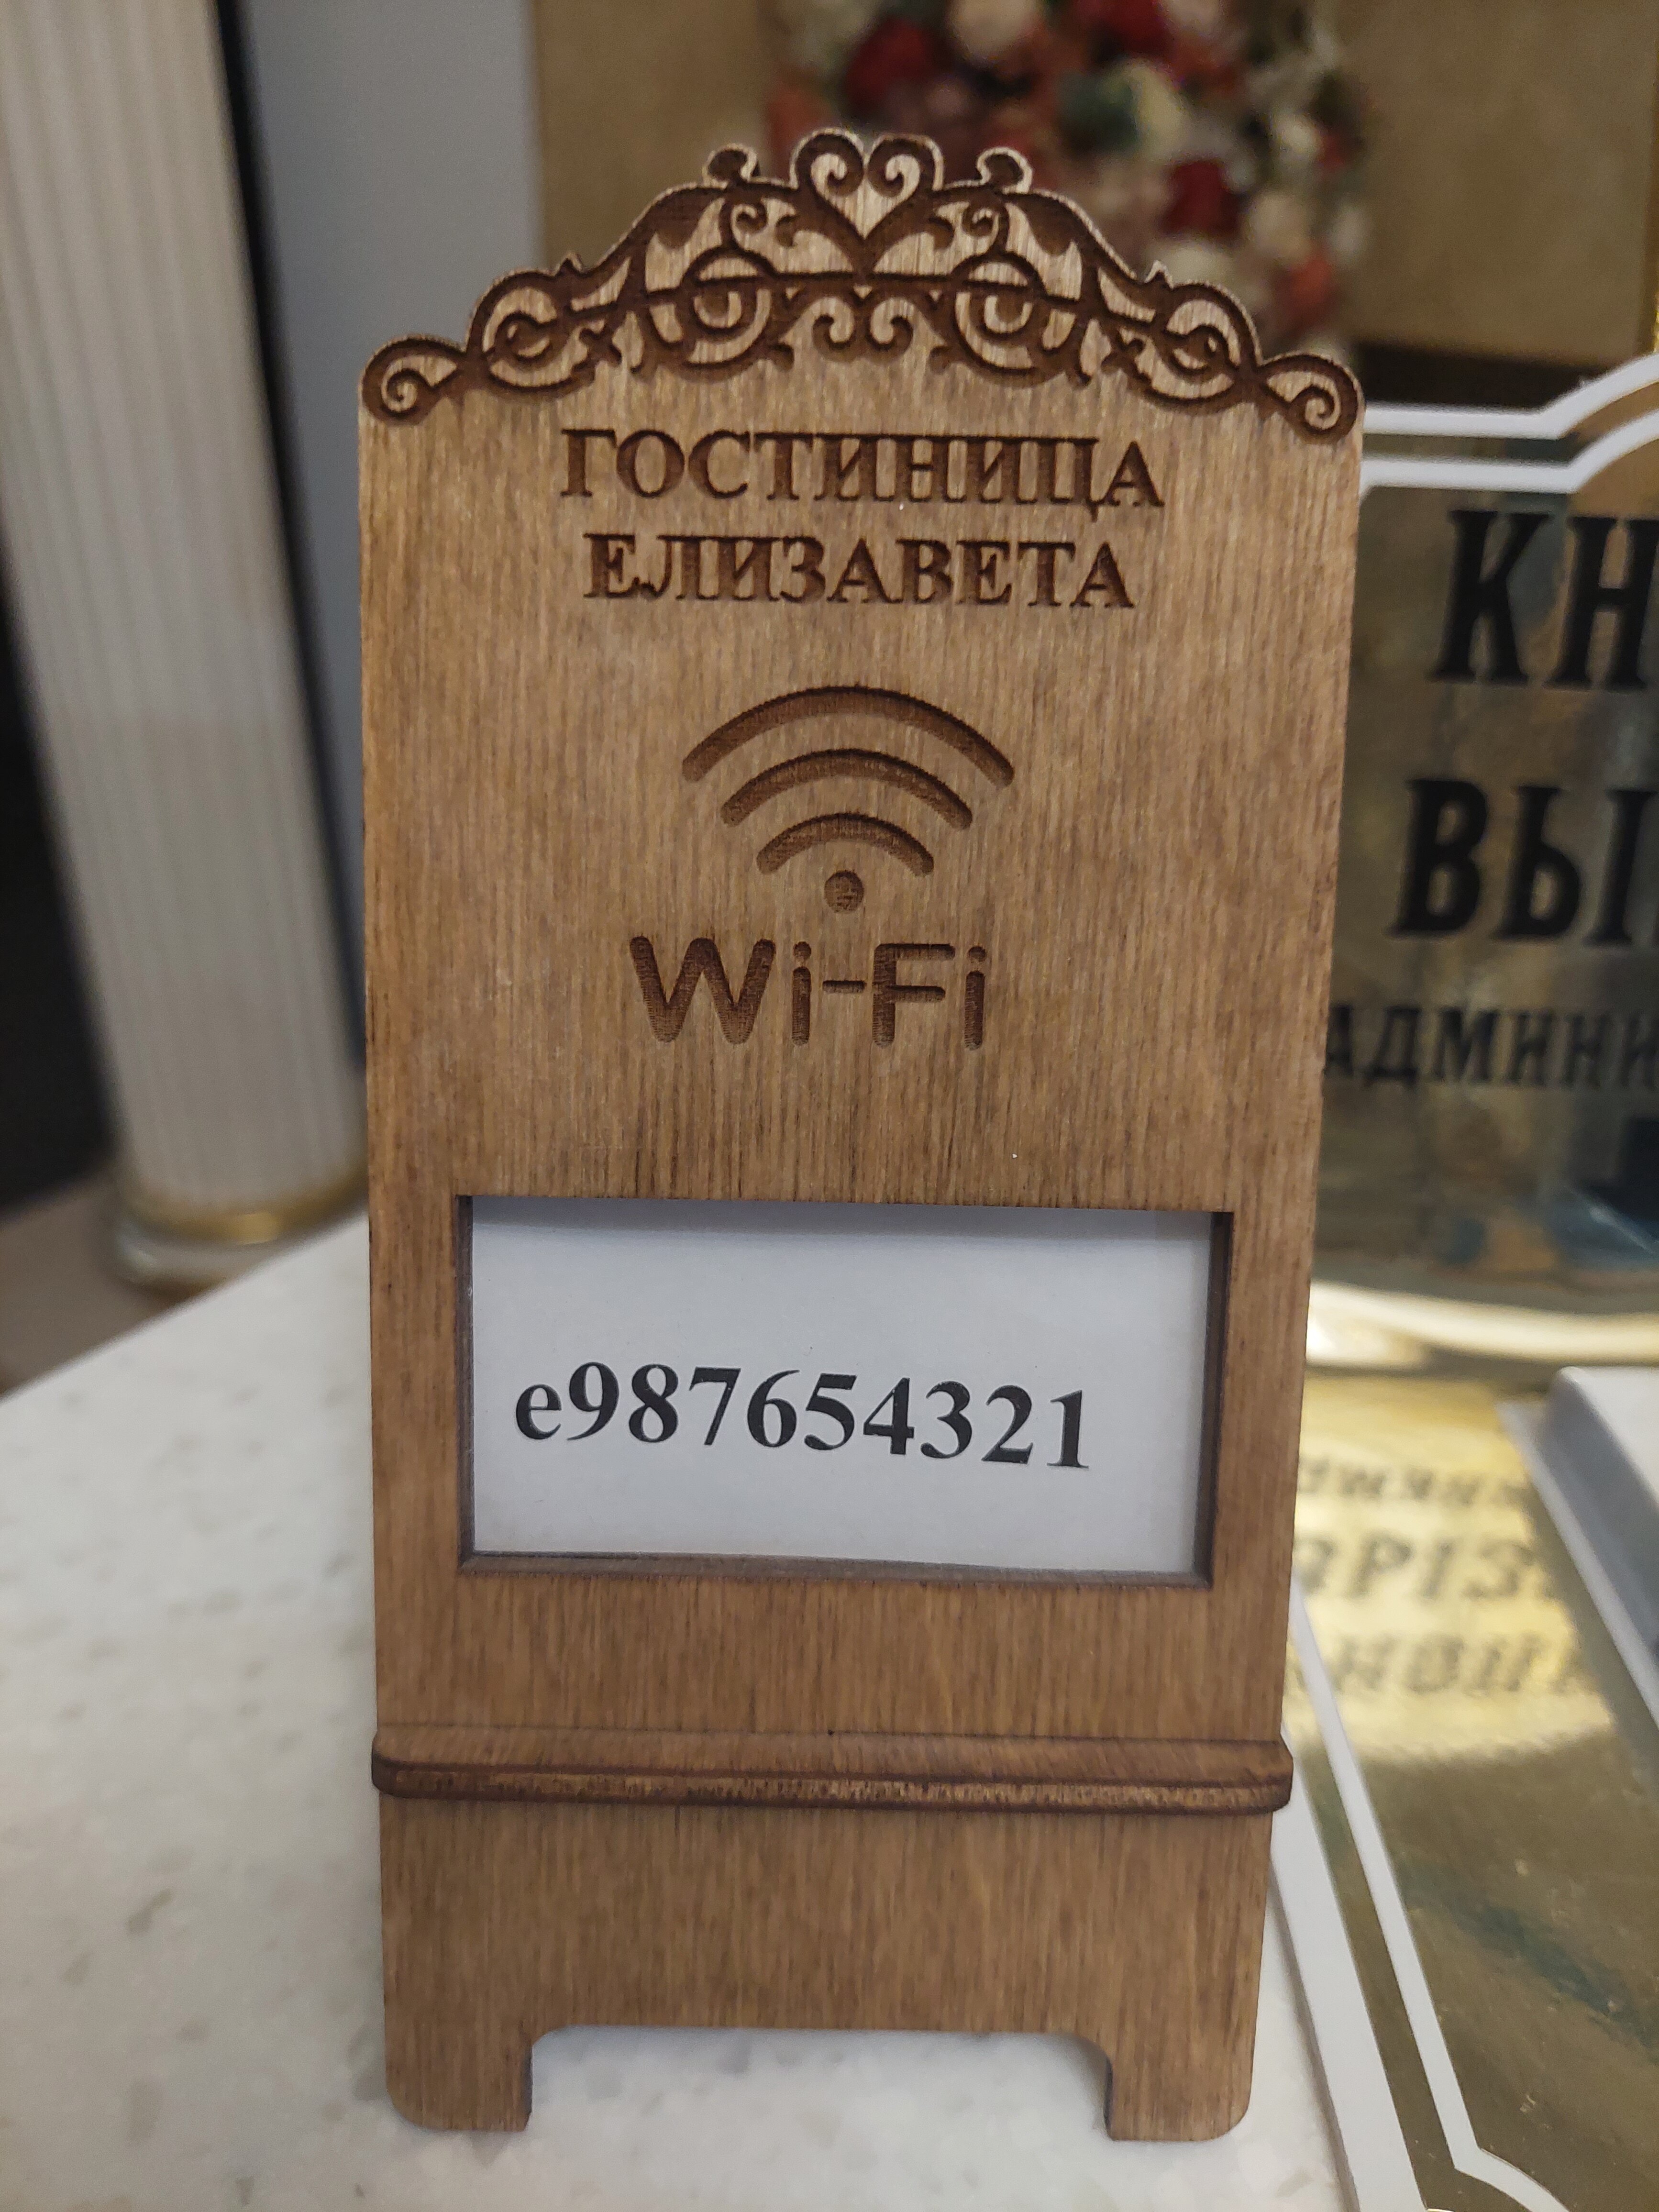 ГОСТИНИЦА
ЕЛИЗАВЕТА
Wi-Fi
e987654321